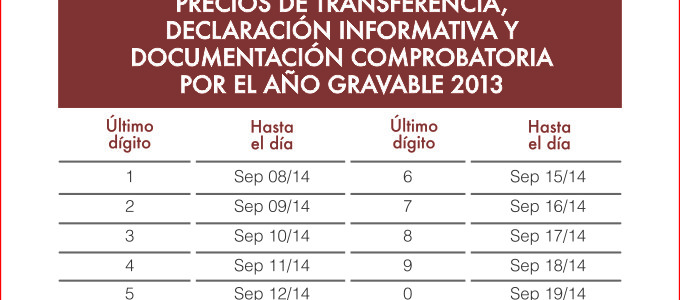 PRECIOS DE TRANSFERENCIA,
DECLARACIÓN INFORMATIVA Y
DOCUMENTACIÓN COMPROBATORIA
POR EL AÑO GRAVABLE 2013
Último dígito Hasta el día Último dígito Hasta el día
1 Sep 08/14 6 Sep 15/14
2 Sep 09/14 7 Sep 16/14
3 Sep 10/14 8 Sep 17/14
4 Sep 11/14 9 Sep 18/14
5 Sep 12/14 0 Sep 19/14